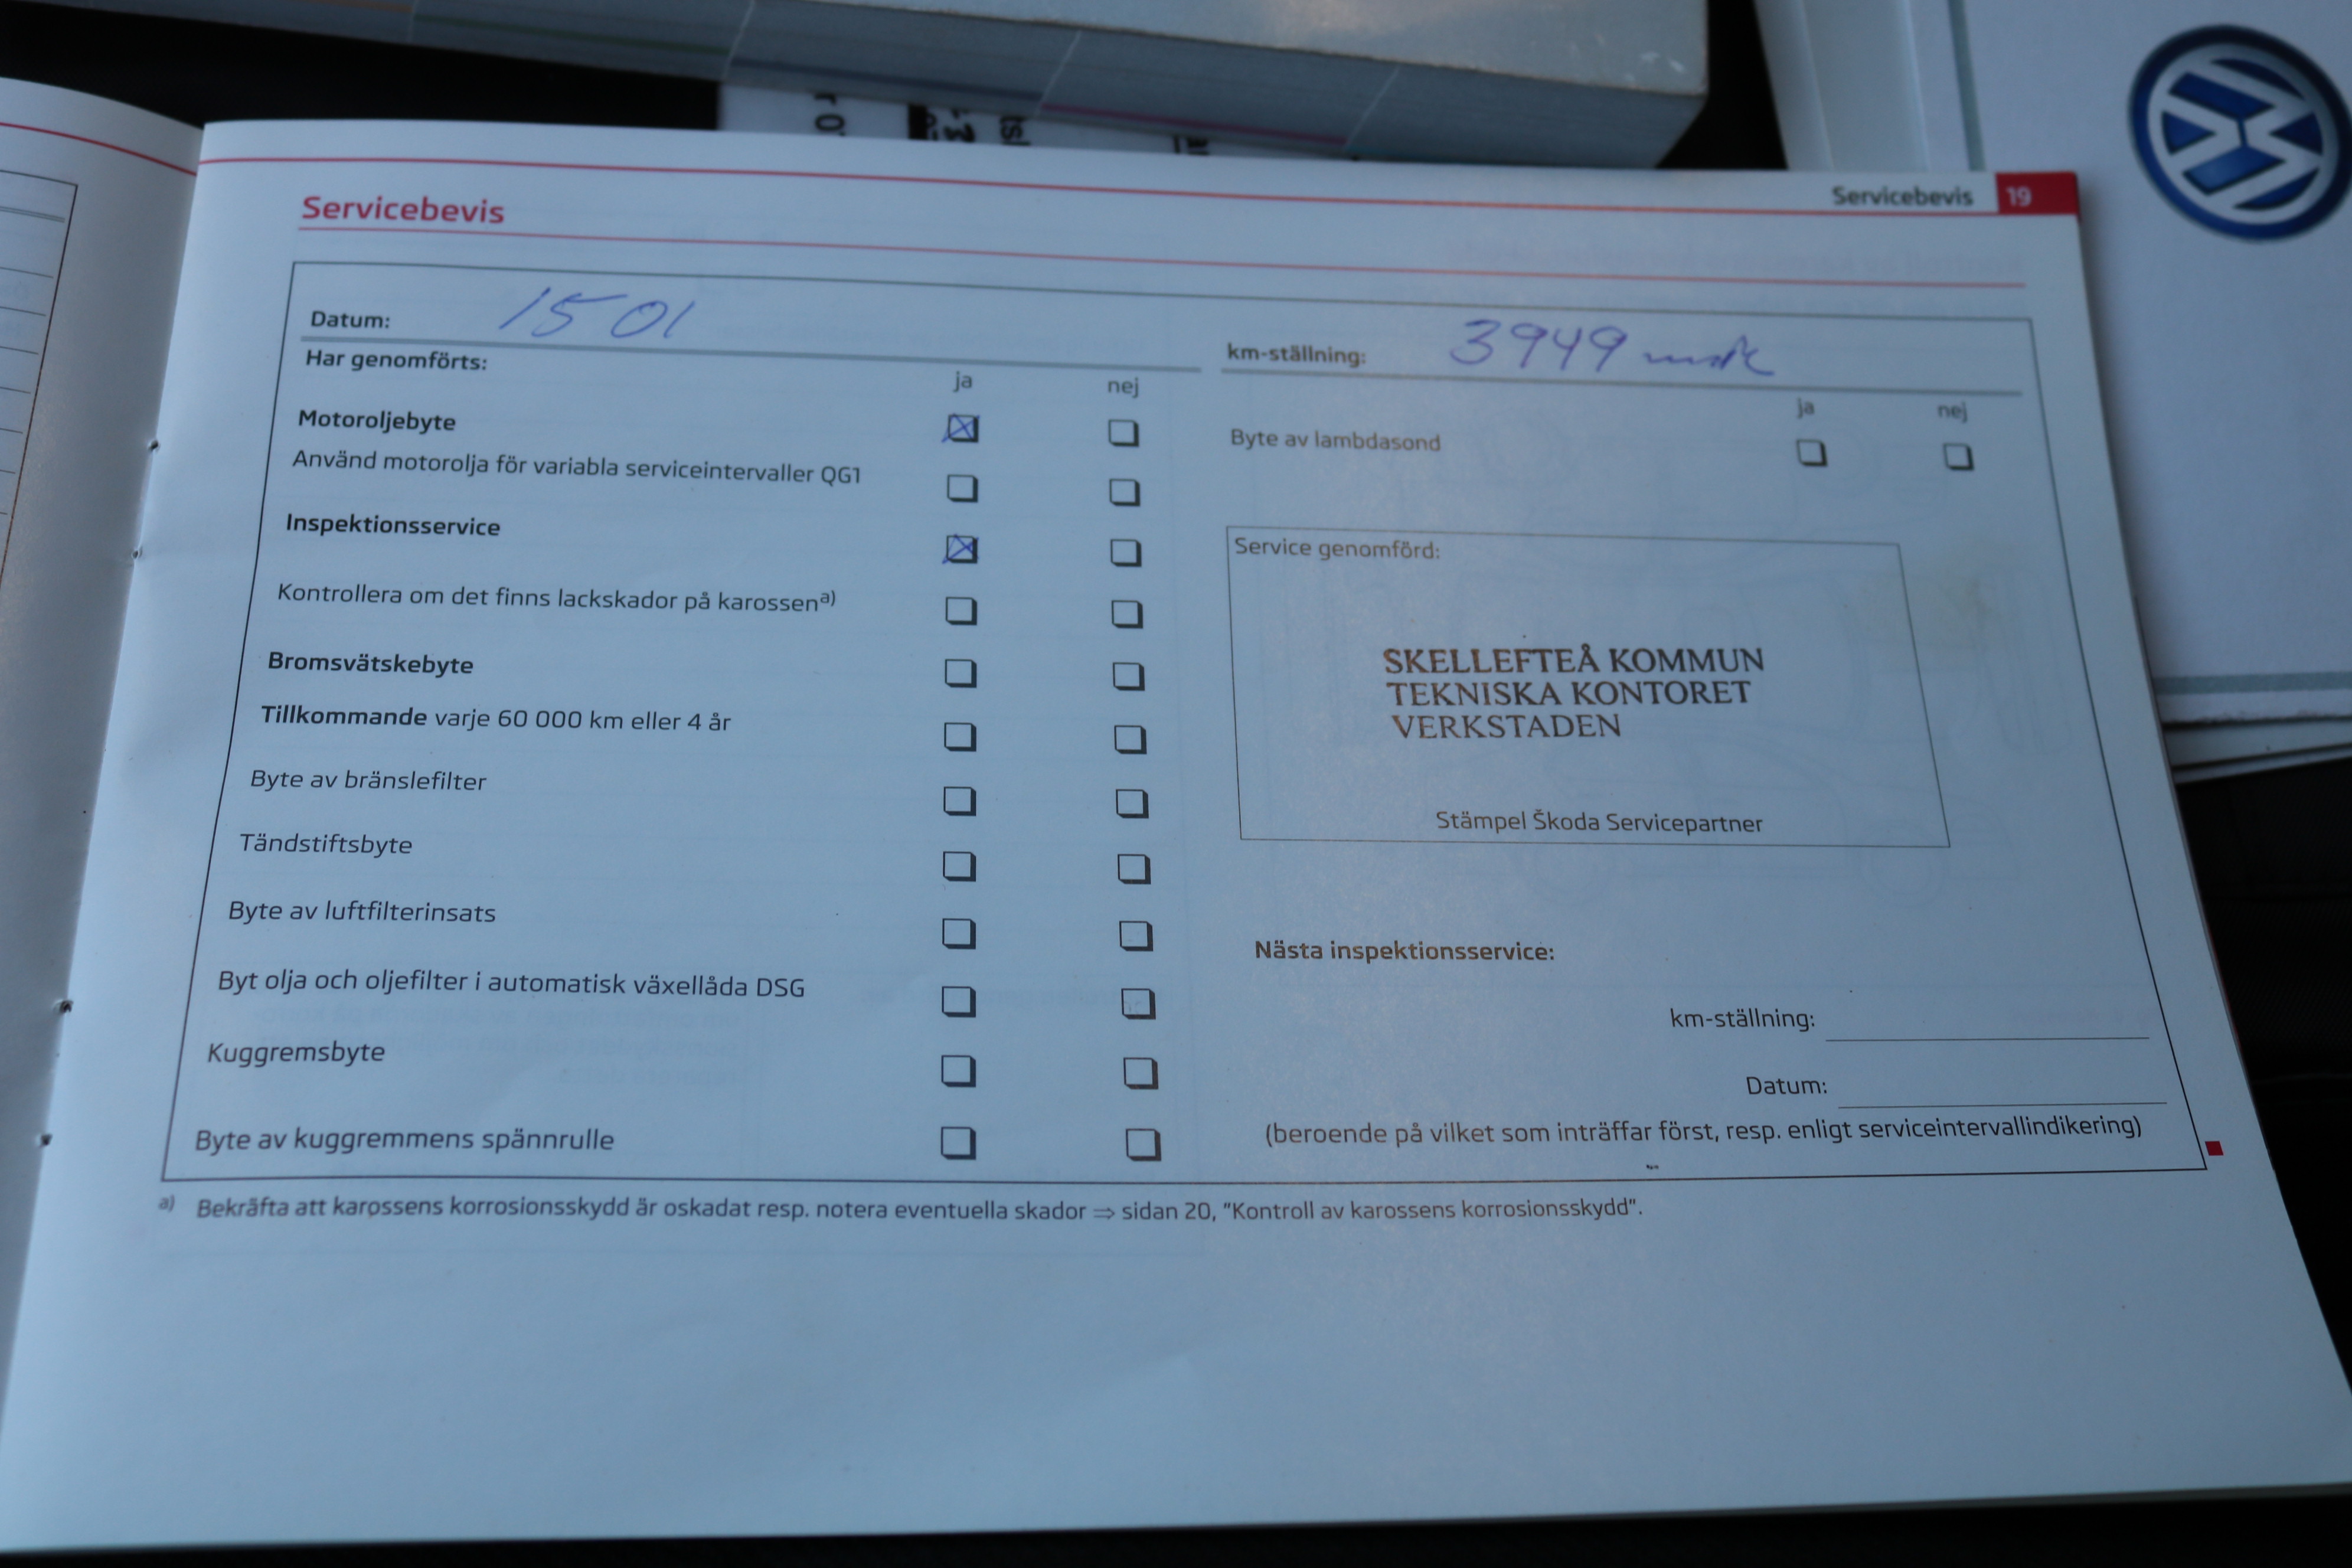 Servicebevis 19
Servicebevis
Datum: 1501
km-ställning: 3949
Har genomförts:
ja nej
Motoroljebyte
Använd motorolja för variabla serviceintervaller QG1
Inspektionsservice
Kontrollera om det finns lackskador på karossen a)
Bromsvätskebyte
Tillkommande varje 60 000 km eller 4 år
Byte av bränslefilter
Tändstiftsbyte
Byte av luftfilterinsats
Byt olja och oljefilter i automatisk växellåda DSG
Kuggremsbyte
Byte av kuggremmens spännrulle
ja nej
Byte av lambdasond
Service genomförd:
SKELLEFTEÅ KOMMUN
TEKNISKA KONTORET
VERKSTADEN
Stämpel Škoda Servicepartner
Nästa inspektionsservice:
km-ställning:
Datum:
(beroende på vilket som inträffar först, resp. enligt serviceintervallindikering)
a) Bekräfta att karossens korrosionsskydd är oskadat resp. notera eventuella skador ⇒ sidan 20, "Kontroll av karossens korrosionsskydd".